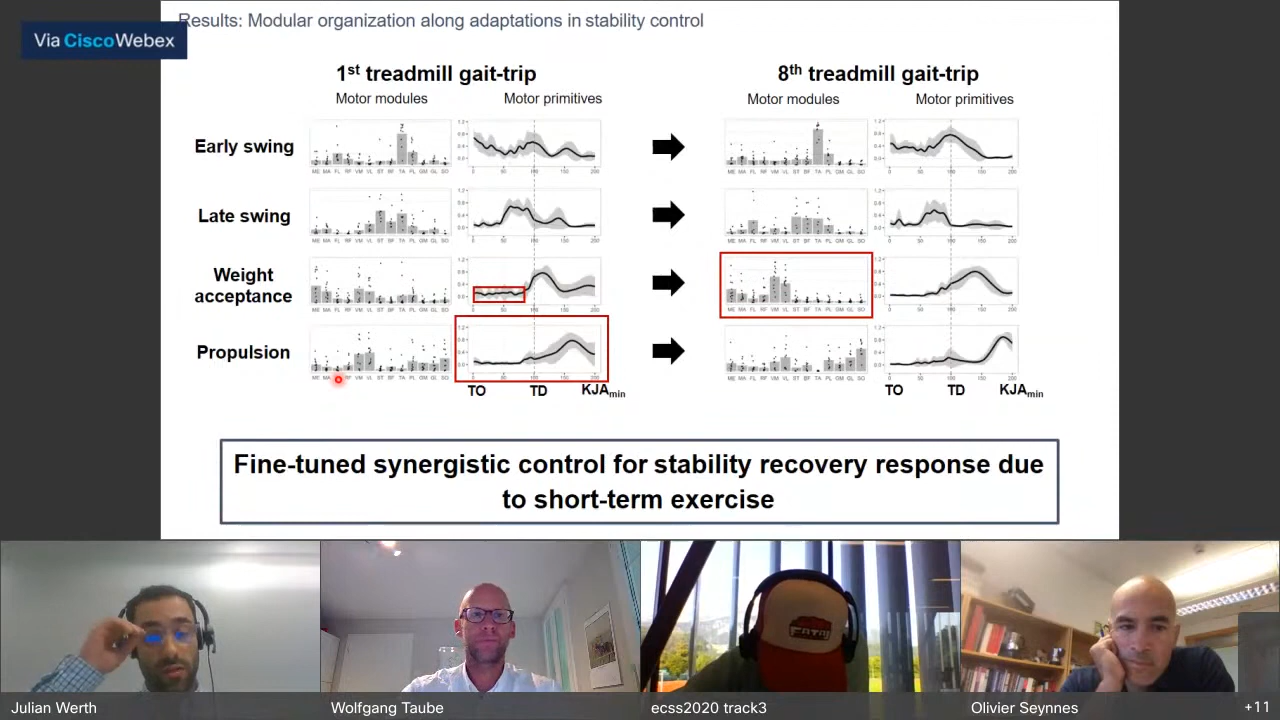 Results: Modular organization along adaptations in stability control
Via Cisco Webex
1st treadmill gait-trip
8th treadmill gait-trip
Motor modules
Motor primitives
Motor modules
Motor primitives
Early swing
Late swing
Weight
acceptance
Propulsion
TO
TD
KJAmin
TO
TD
KJAmin
Fine-tuned synergistic control for stability recovery response due
to short-term exercise
Julian Werth
Wolfgang Taube
ecss2020 track3
Olivier Seynnes
+11